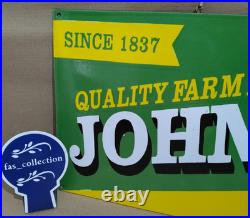 SINCE 1837
QUALITY FARM
JOHN
fas_collection